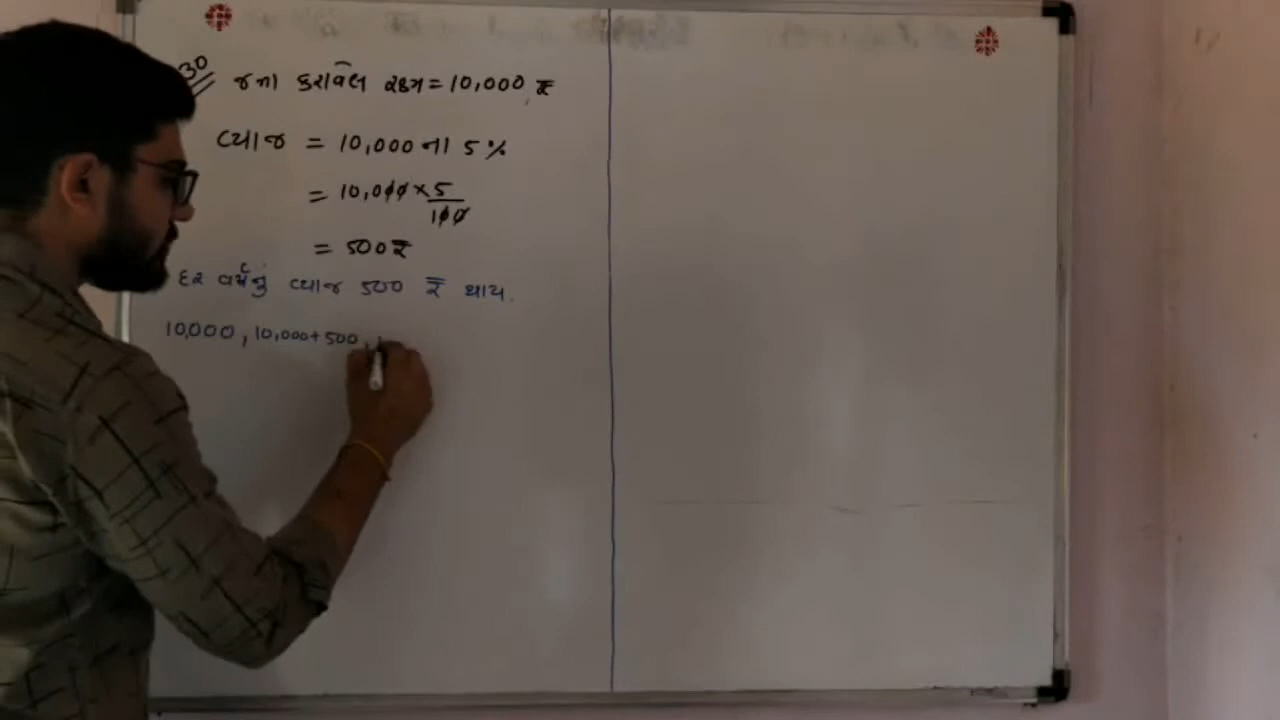 30 જમા કરાવેલ રકમ = 10,000 ₹
વ્યાજ = 10,000 ના 5 %
= 10,000 × 5/100
= 500 ₹
દર વર્ષનું વ્યાજ 500 ₹ થાય.
10,000, 10,000 + 500,